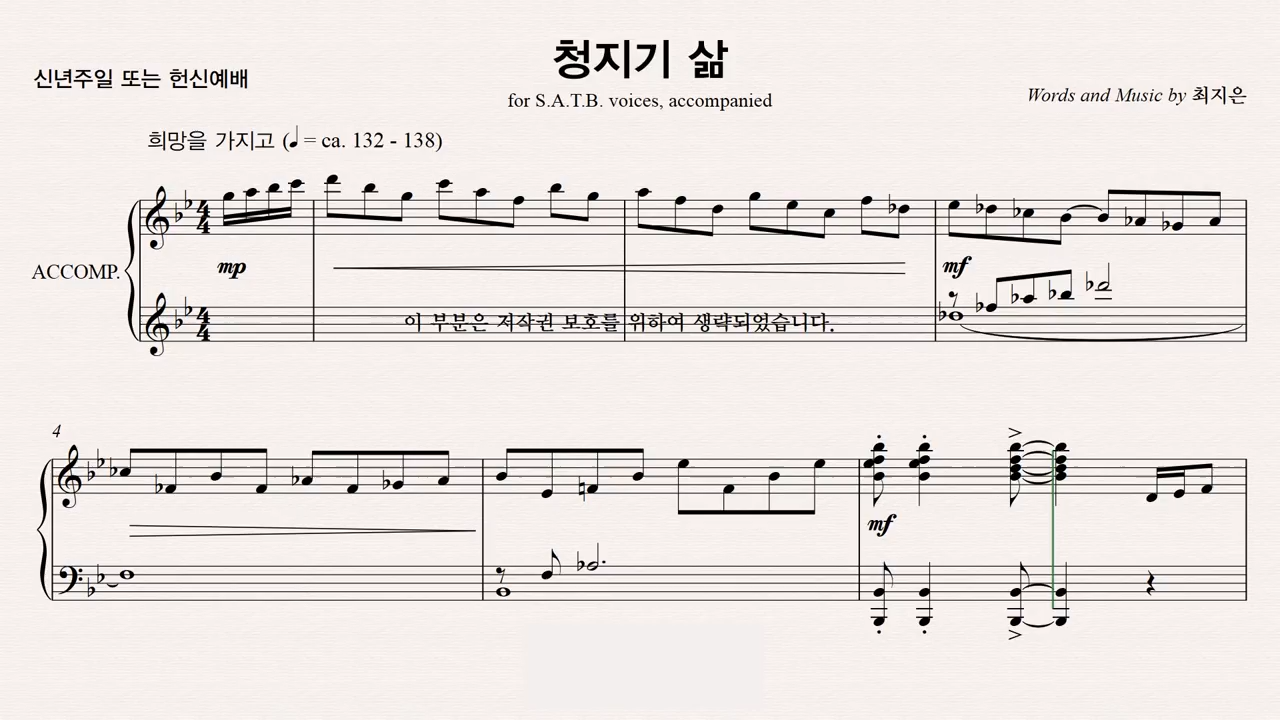 청지기 삶
신년주일 또는 헌신예배
for S.A.T.B. voices, accompanied
Words and Music by 최지은
희망을 가지고 (♩ = ca. 132 - 138)
mp
ACCOMP.
mf
이 부분은 저작권 보호를 위하여 생략되었습니다.
4
mf